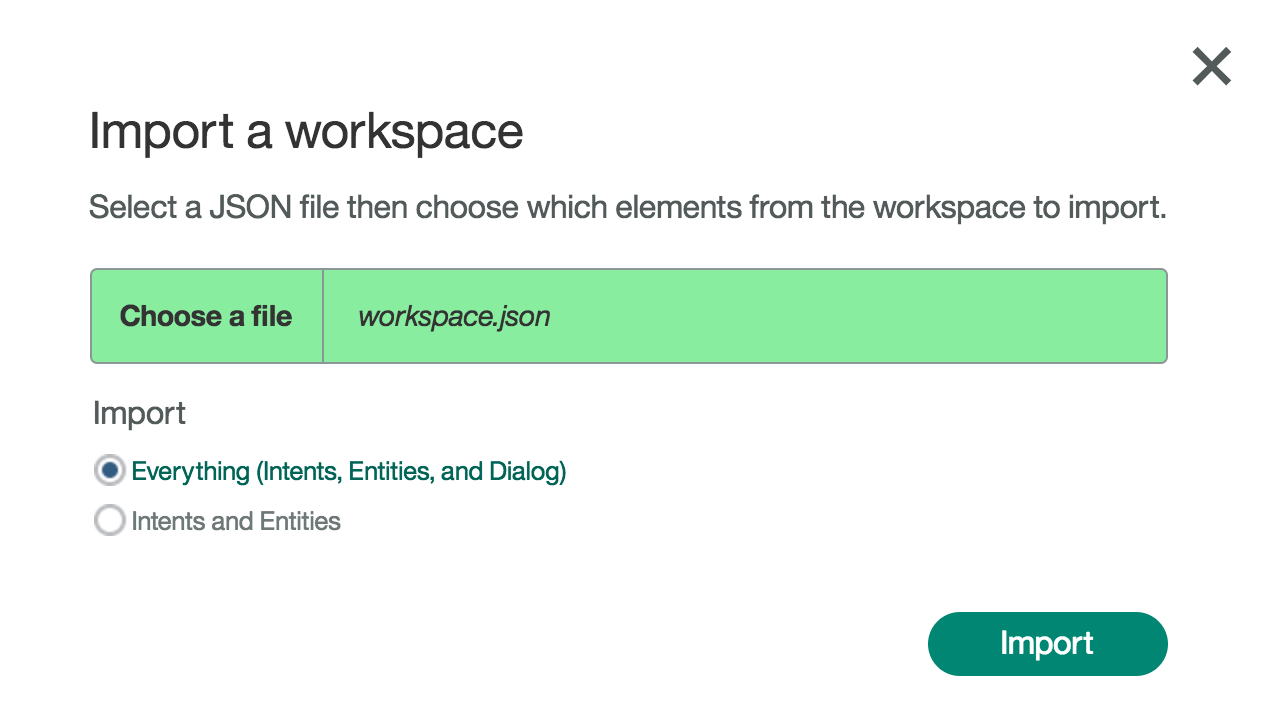 Import a workspace
Select a JSON file then choose which elements from the workspace to import.
Choose a file workspace.json
Import
Everything (Intents, Entities, and Dialog)
Intents and Entities
Import